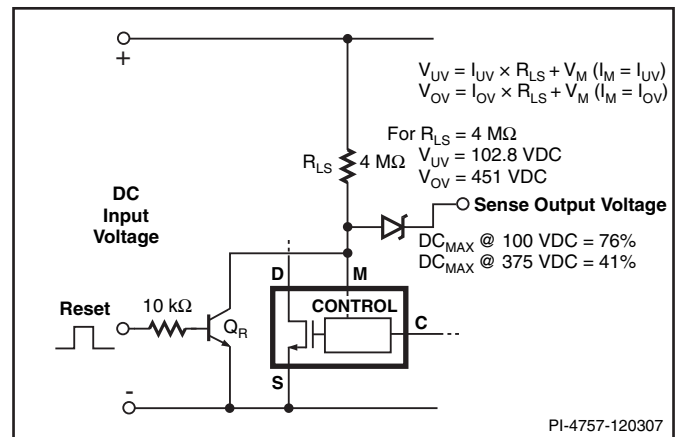 +
V_UV = I_UV × R_LS + V_M (I_M = I_UV)
V_OV = I_OV × R_LS + V_M (I_M = I_OV)
For R_LS = 4 MΩ
V_UV = 102.8 VDC
V_OV = 451 VDC
R_LS 4 MΩ
DC
Input
Voltage
Sense Output Voltage
DC_MAX @ 100 VDC = 76%
DC_MAX @ 375 VDC = 41%
D M
CONTROL
Reset 10 kΩ
Q_R
C
S
-
PI-4757-120307